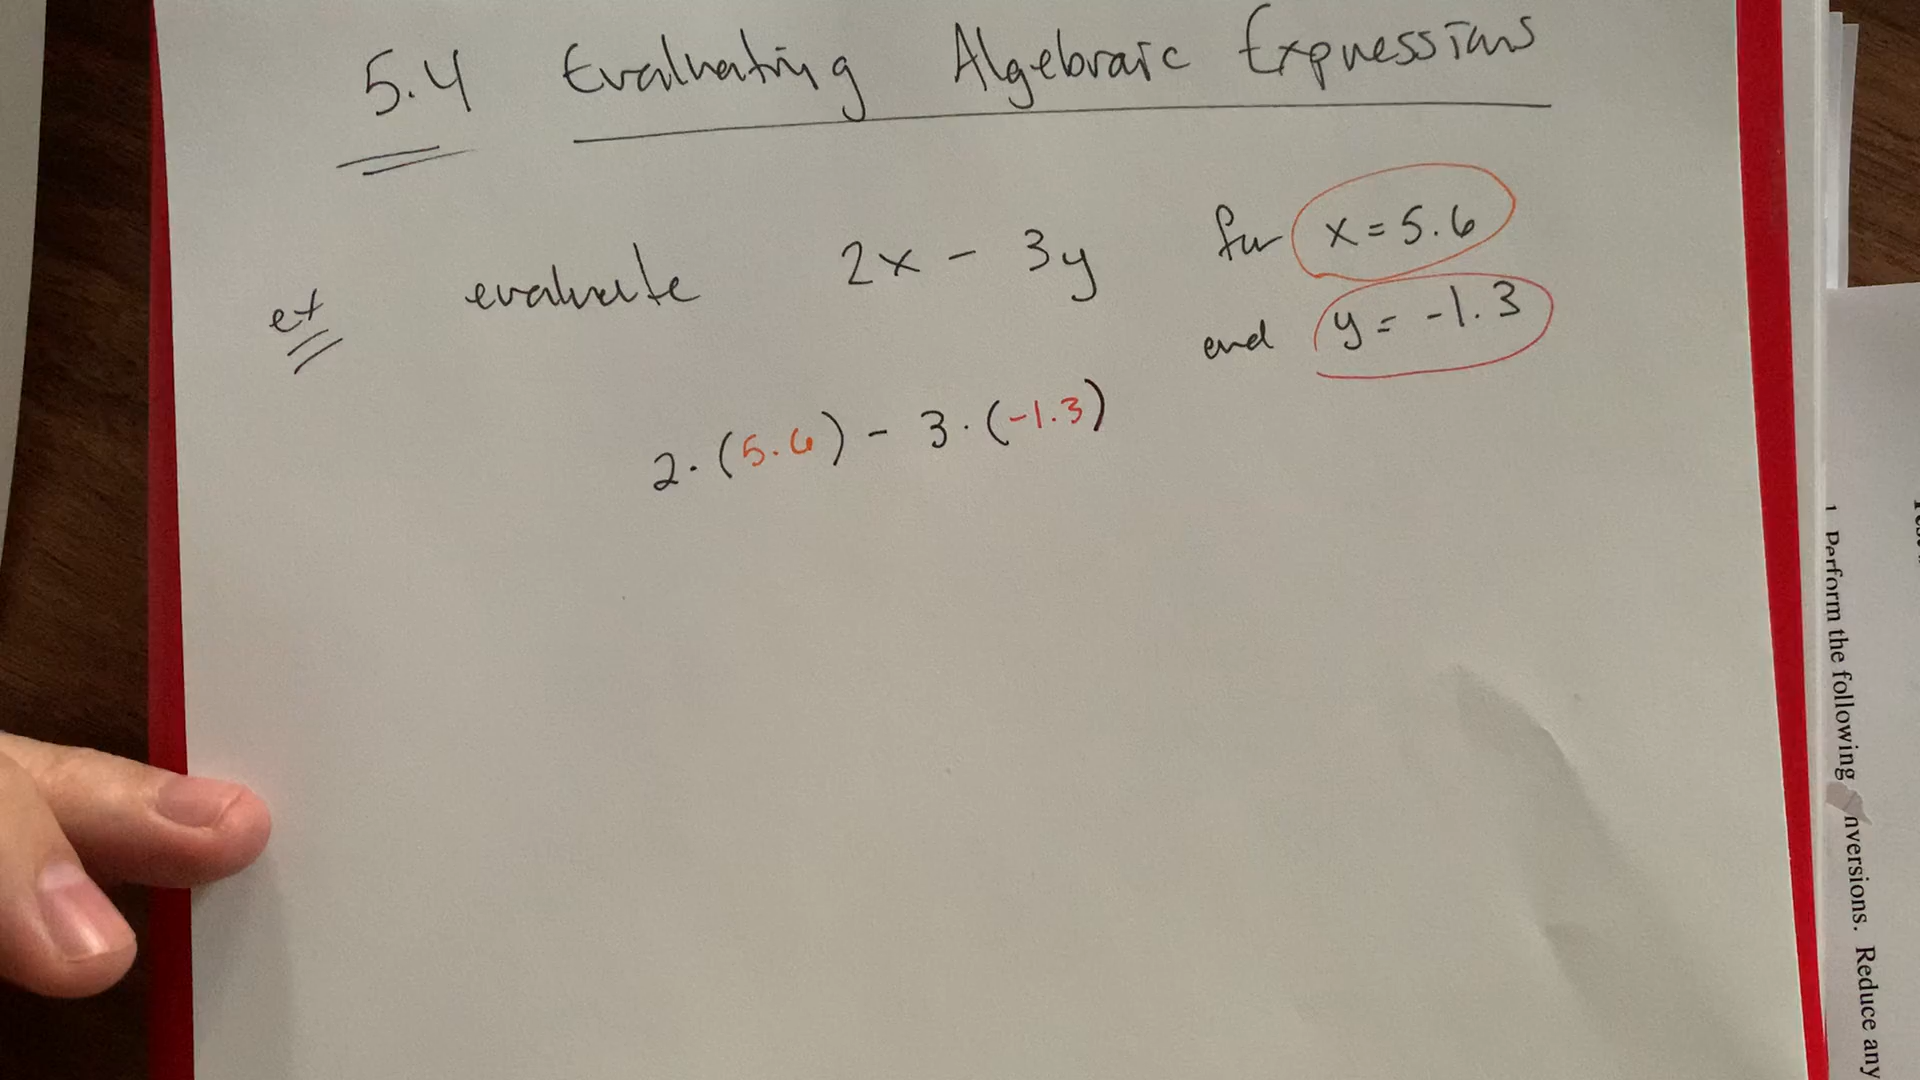 5.4 Evaluating Algebraic Expressions
ex evaluate 2x - 3y for x = 5.6
and y = -1.3
2·(5.6) - 3·(-1.3)
1 Perform the following
nversions. Reduce any